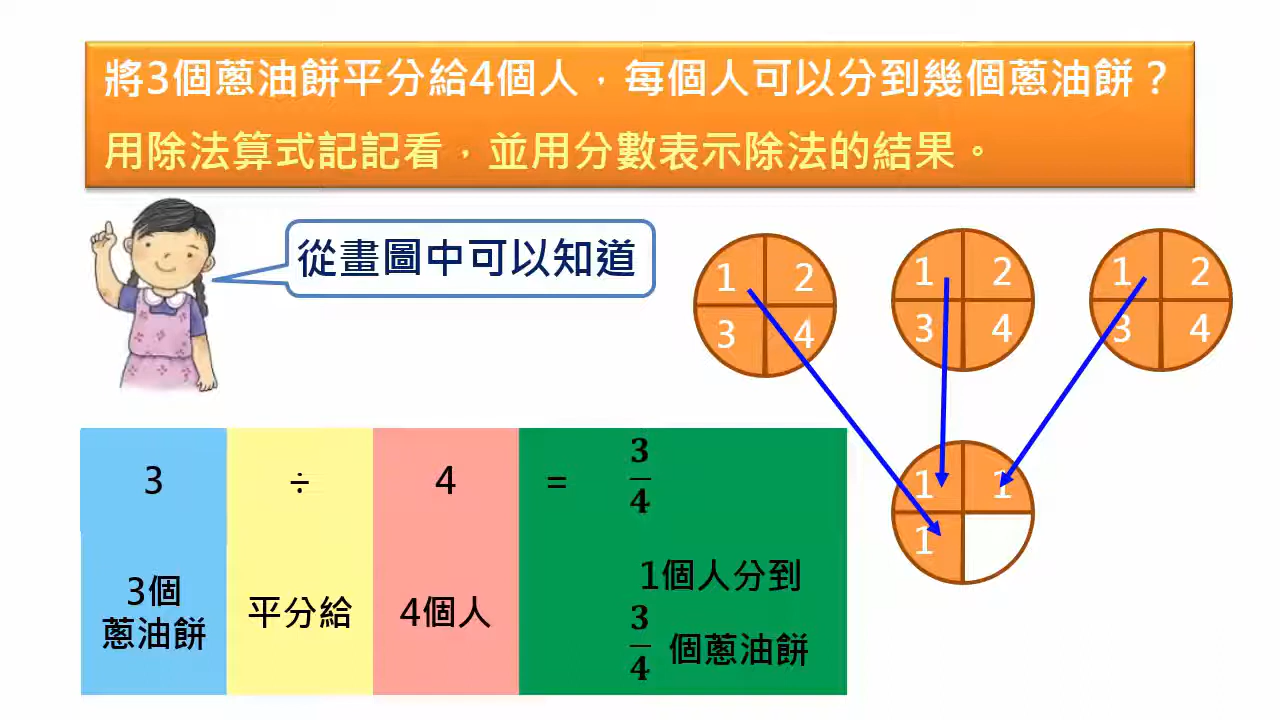 將3個蔥油餅平分給4個人，每個人可以分到幾個蔥油餅？
用除法算式記記看，並用分數表示除法的結果。
從畫圖中可以知道
1 2
3 4
1 2
3 4
1 2
3 4
1 1
1
3 ÷ 4 = 3/4
3個
蔥油餅
平分給
4個人
1個人分到
3/4 個蔥油餅